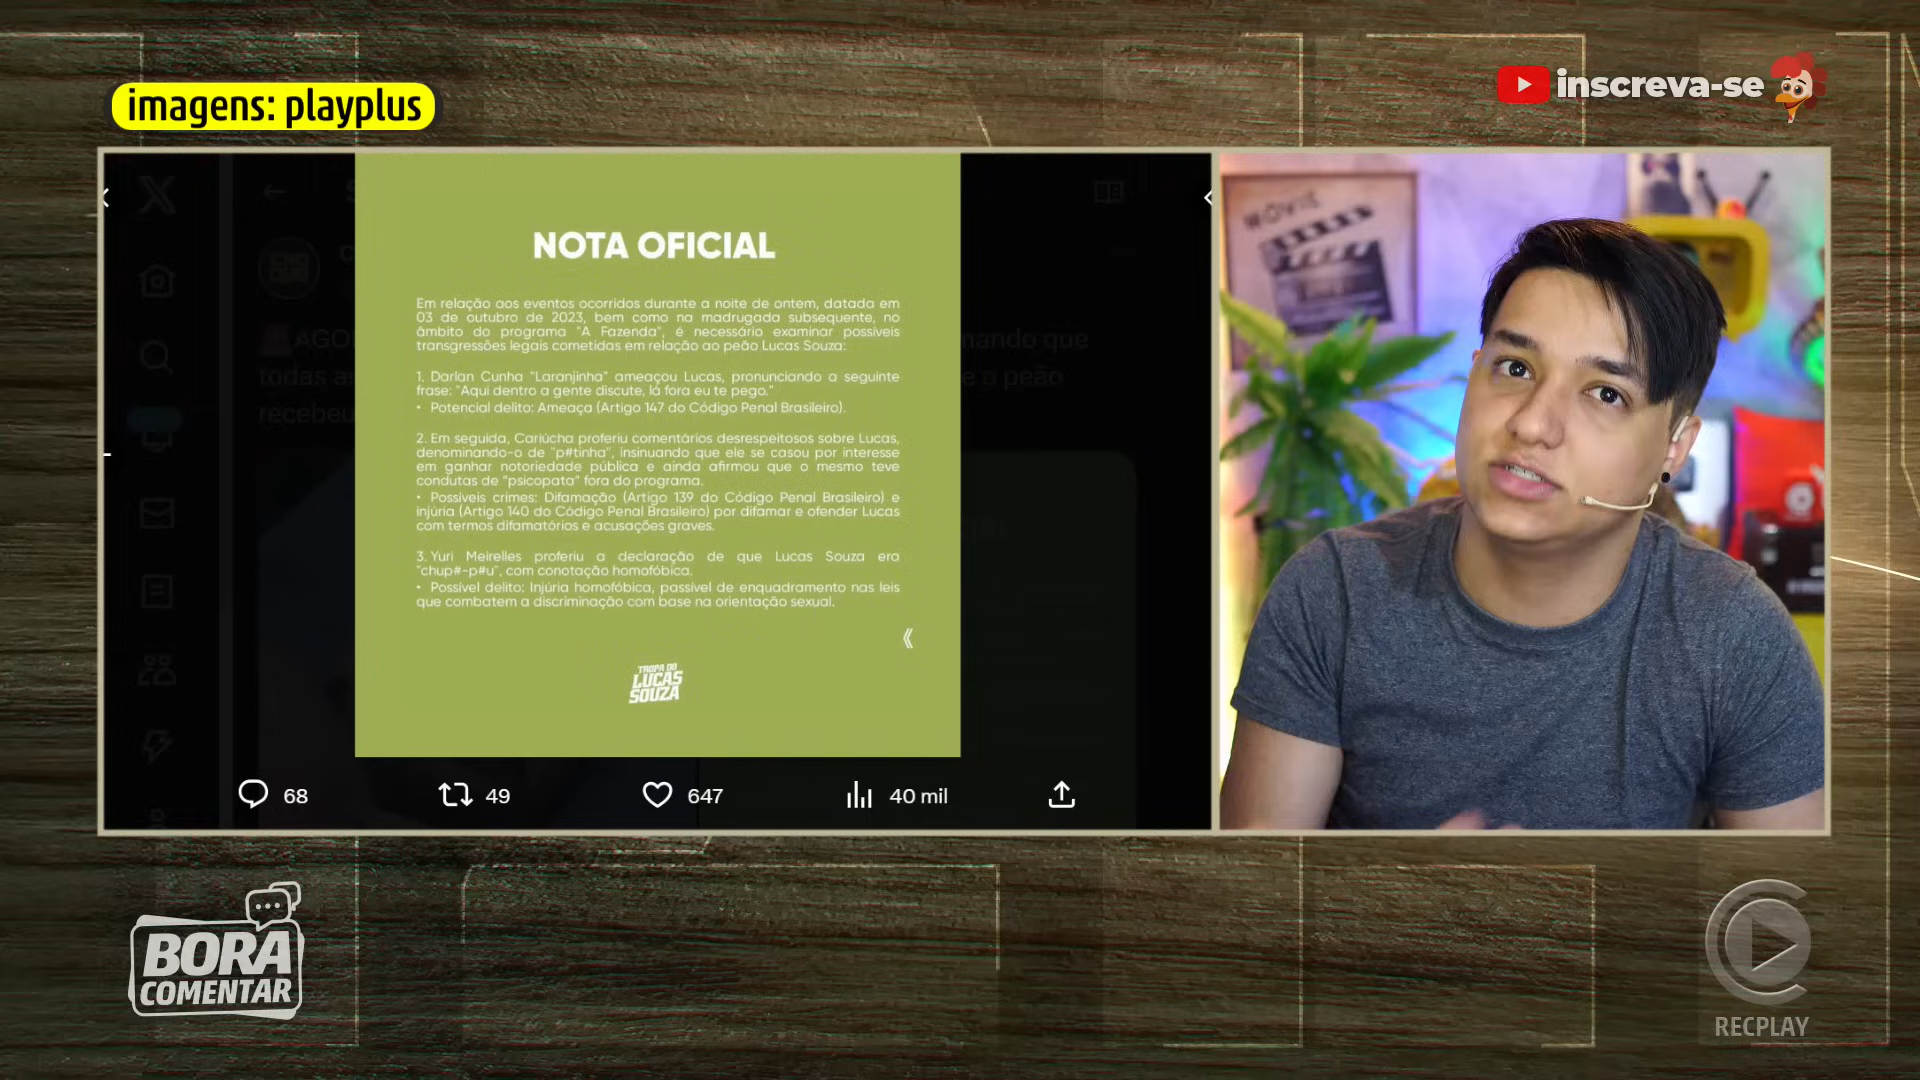 imagens: playplus
inscreva-se
MOVIE
NOTA OFICIAL
Em relação aos eventos ocorridos durante a noite de ontem, datada em
03 de outubro de 2023, bem como na madrugada subsequente, no
âmbito do programa "A Fazenda", é necessário examinar possíveis
transgressões legais cometidas em relação ao peão Lucas Souza:
1. Darlan Cunha "Laranjinha" ameaçou Lucas, pronunciando a seguinte
frase: "Aqui dentro a gente discute, lá fora eu te pego."
• Potencial delito: Ameaça (Artigo 147 do Código Penal Brasileiro).
2. Em seguida, Cariúcha proferiu comentários desrespeitosos sobre Lucas,
denominando-o de "p#tinha", insinuando que ele se casou por interesse
em ganhar notoriedade pública e ainda afirmou que o mesmo teve
condutas de "psicopata" fora do programa.
• Possíveis crimes: Difamação (Artigo 139 do Código Penal Brasileiro) e
injúria (Artigo 140 do Código Penal Brasileiro) por difamar e ofender Lucas
com termos difamatórios e acusações graves.
3. Yuri Meirelles proferiu a declaração de que Lucas Souza era
"chup#-p#u", com conotação homofóbica.
• Possível delito: Injúria homofóbica, passível de enquadramento nas leis
que combatem a discriminação com base na orientação sexual.
TROPA DO
LUCAS
SOUZA
AGO
nando que
todas as
e o peão
recebeu
68
49
647
40 mil
BORA
COMENTAR
RECPLAY